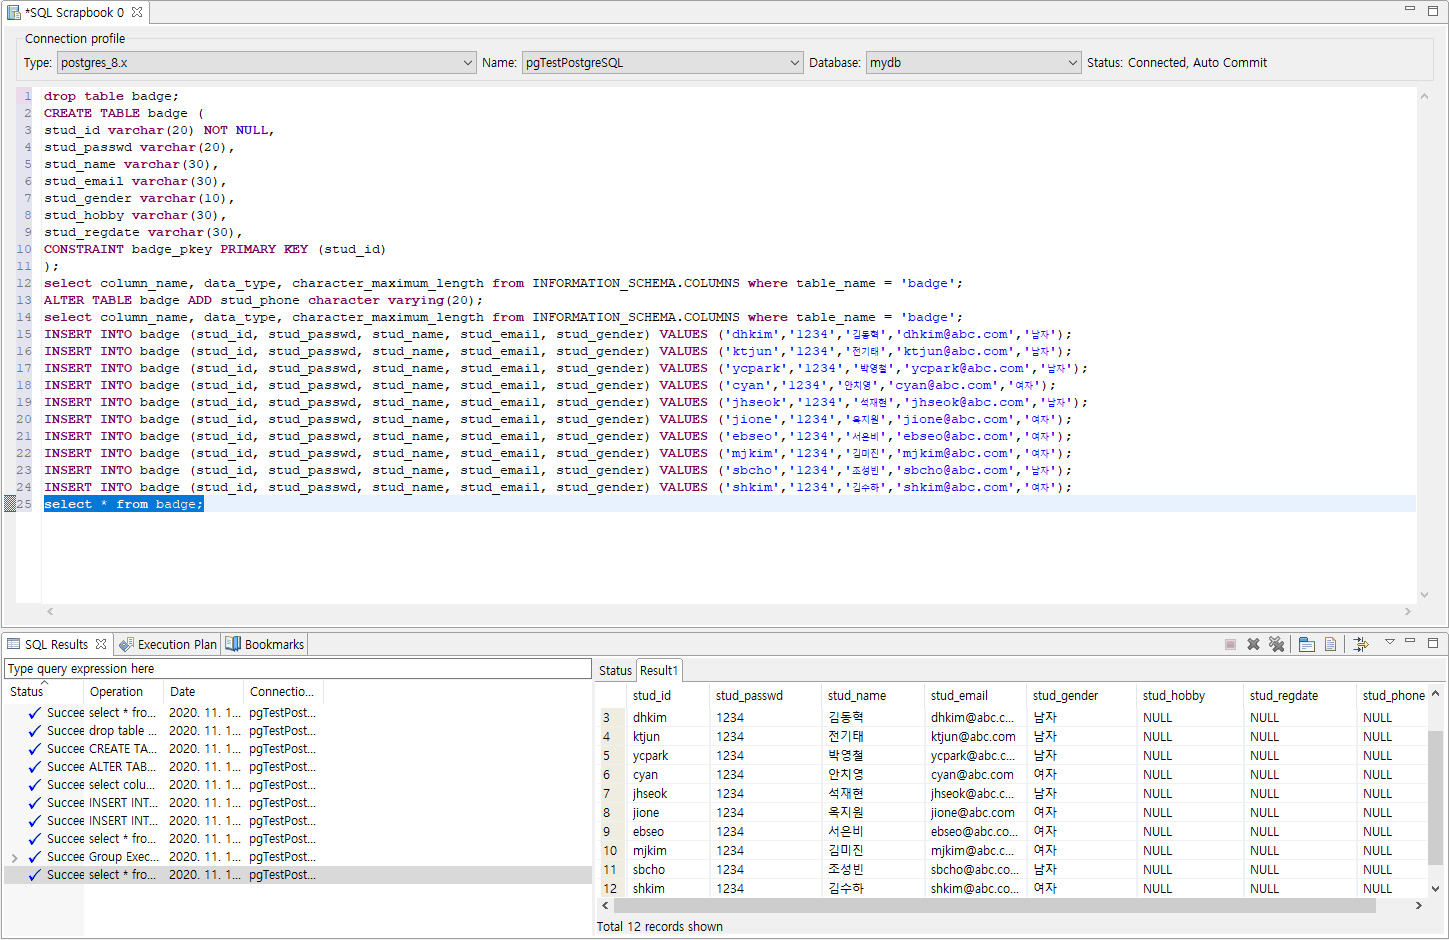 *SQL Scrapbook 0
Connection profile
Type: postgres_8.x Name: pgTestPostgreSQL Database: mydb Status: Connected, Auto Commit
1 drop table badge;
2 CREATE TABLE badge (
3 stud_id varchar(20) NOT NULL,
4 stud_passwd varchar(20),
5 stud_name varchar(30),
6 stud_email varchar(30),
7 stud_gender varchar(10),
8 stud_hobby varchar(30),
9 stud_regdate varchar(30),
10 CONSTRAINT badge_pkey PRIMARY KEY (stud_id)
11 );
12 select column_name, data_type, character_maximum_length from INFORMATION_SCHEMA.COLUMNS where table_name = 'badge';
13 ALTER TABLE badge ADD stud_phone character varying(20);
14 select column_name, data_type, character_maximum_length from INFORMATION_SCHEMA.COLUMNS where table_name = 'badge';
15 INSERT INTO badge (stud_id, stud_passwd, stud_name, stud_email, stud_gender) VALUES ('dhkim','1234','김동혁','dhkim@abc.com','남자');
16 INSERT INTO badge (stud_id, stud_passwd, stud_name, stud_email, stud_gender) VALUES ('ktjun','1234','전기태','ktjun@abc.com','남자');
17 INSERT INTO badge (stud_id, stud_passwd, stud_name, stud_email, stud_gender) VALUES ('ycpark','1234','박영철','ycpark@abc.com','남자');
18 INSERT INTO badge (stud_id, stud_passwd, stud_name, stud_email, stud_gender) VALUES ('cyan','1234','안치영','cyan@abc.com','여자');
19 INSERT INTO badge (stud_id, stud_passwd, stud_name, stud_email, stud_gender) VALUES ('jhseok','1234','석재현','jhseok@abc.com','남자');
20 INSERT INTO badge (stud_id, stud_passwd, stud_name, stud_email, stud_gender) VALUES ('jione','1234','옥지원','jione@abc.com','여자');
21 INSERT INTO badge (stud_id, stud_passwd, stud_name, stud_email, stud_gender) VALUES ('ebseo','1234','서은비','ebseo@abc.com','여자');
22 INSERT INTO badge (stud_id, stud_passwd, stud_name, stud_email, stud_gender) VALUES ('mjkim','1234','김미진','mjkim@abc.com','여자');
23 INSERT INTO badge (stud_id, stud_passwd, stud_name, stud_email, stud_gender) VALUES ('sbcho','1234','조성빈','sbcho@abc.com','남자');
24 INSERT INTO badge (stud_id, stud_passwd, stud_name, stud_email, stud_gender) VALUES ('shkim','1234','김수하','shkim@abc.com','여자');
25 select * from badge;
SQL Results Execution Plan Bookmarks
Type query expression here
Status Operation Date Connectio...
Succee select * fro... 2020. 11. 1... pgTestPost...
Succee drop table ... 2020. 11. 1... pgTestPost...
Succee CREATE TA... 2020. 11. 1... pgTestPost...
Succee ALTER TAB... 2020. 11. 1... pgTestPost...
Succee select colu... 2020. 11. 1... pgTestPost...
Succee INSERT INT... 2020. 11. 1... pgTestPost...
Succee INSERT INT... 2020. 11. 1... pgTestPost...
Succee select * fro... 2020. 11. 1... pgTestPost...
Succee Group Exec... 2020. 11. 1... pgTestPost...
Succee select * fro... 2020. 11. 1... pgTestPost...
Status Result1
stud_id stud_passwd stud_name stud_email stud_gender stud_hobby stud_regdate stud_phone
3 dhkim 1234 김동혁 dhkim@abc.c... 남자 NULL NULL NULL
4 ktjun 1234 전기태 ktjun@abc.com 남자 NULL NULL NULL
5 ycpark 1234 박영철 ycpark@abc.c... 남자 NULL NULL NULL
6 cyan 1234 안치영 cyan@abc.com 여자 NULL NULL NULL
7 jhseok 1234 석재현 jhseok@abc.c... 남자 NULL NULL NULL
8 jione 1234 옥지원 jione@abc.com 여자 NULL NULL NULL
9 ebseo 1234 서은비 ebseo@abc.co... 여자 NULL NULL NULL
10 mjkim 1234 김미진 mjkim@abc.c... 여자 NULL NULL NULL
11 sbcho 1234 조성빈 sbcho@abc.co... 남자 NULL NULL NULL
12 shkim 1234 김수하 shkim@abc.co... 여자 NULL NULL NULL
Total 12 records shown